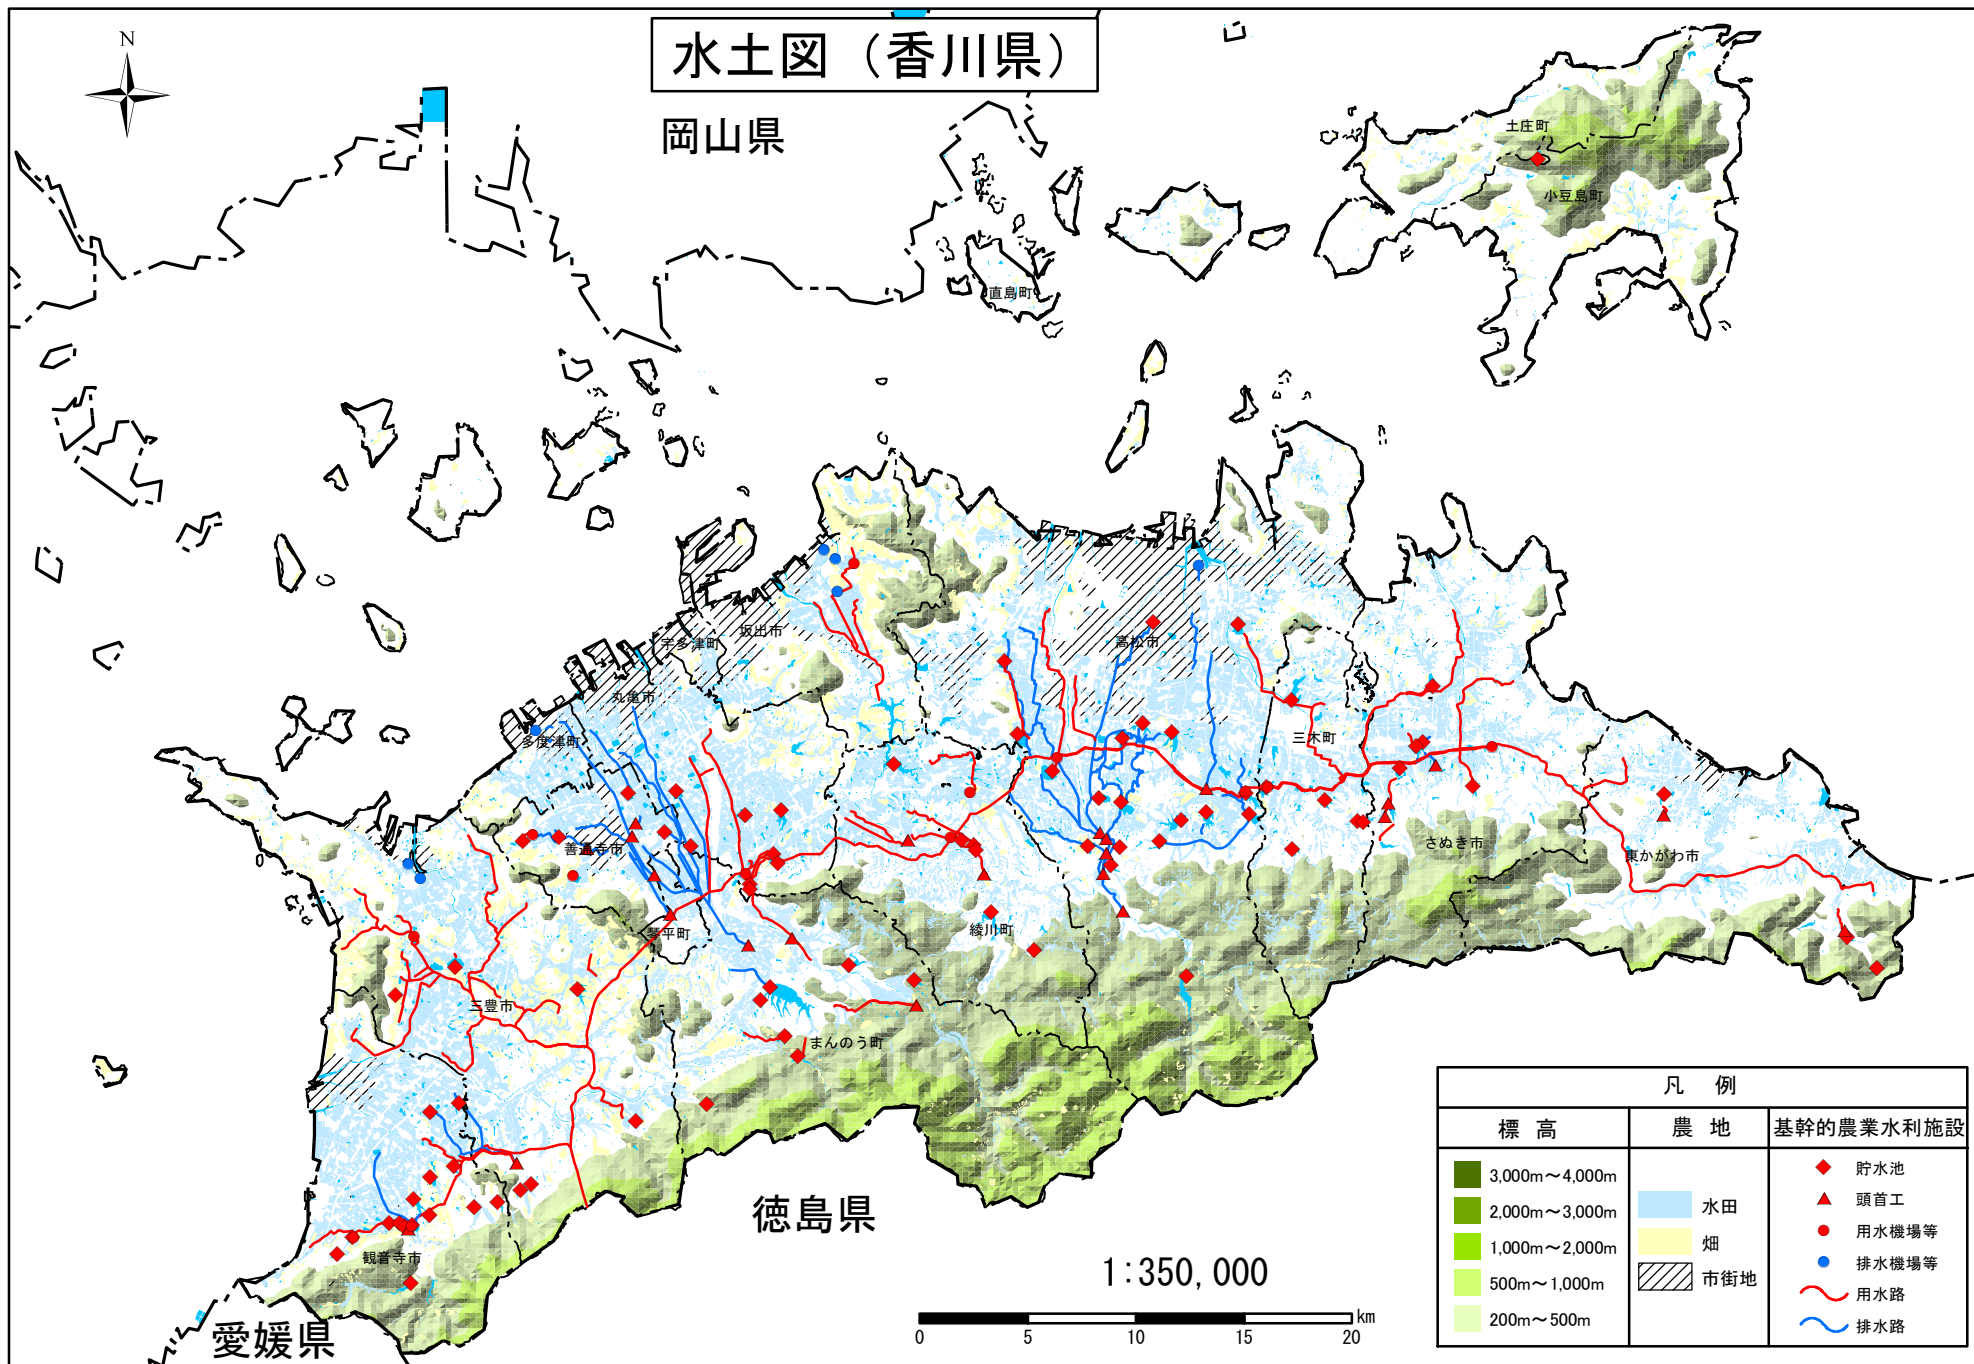 水土図（香川県）
N
岡山県
土庄町
小豆島町
直島町
坂出市
宇多津町
高松市
丸亀市
多度津町
三木町
善通寺市
さぬき市
東かがわ市
琴平町
綾川町
三豊市
まんのう町
観音寺市
徳島県
愛媛県
1:350,000
0 5 10 15 20 km
凡 例
標 高
農 地
基幹的農業水利施設
3,000m～4,000m
2,000m～3,000m
1,000m～2,000m
500m～1,000m
200m～500m
水田
畑
市街地
貯水池
頭首工
用水機場等
排水機場等
用水路
排水路